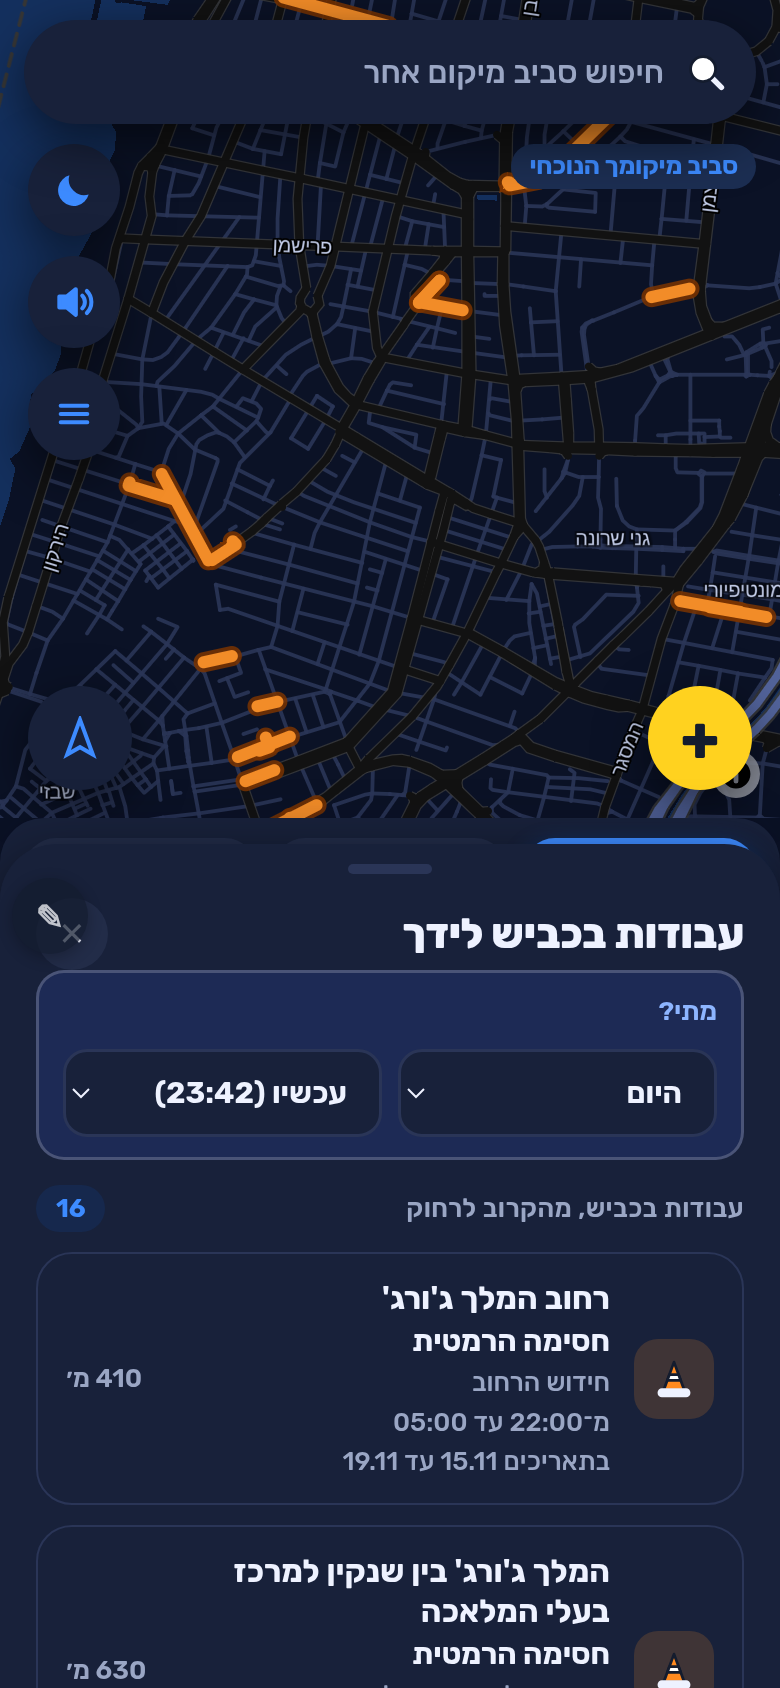 חיפוש סביב מיקום אחר
סביב מיקומך הנוכחי
פרישמן
הירקון
גני שרונה
מונטיפיורי
המסגר
שבזי
עבודות בכביש לידך
מתי?
היום
עכשיו (23:42)
עבודות בכביש, מהקרוב לרחוק
16
רחוב המלך ג'ורג'
חסימה הרמטית
חידוש הרחוב
מ־22:00 עד 05:00
בתאריכים 15.11 עד 19.11
410 מ׳
המלך ג'ורג' בין שנקין למרכז
בעלי המלאכה
חסימה הרמטית
630 מ׳